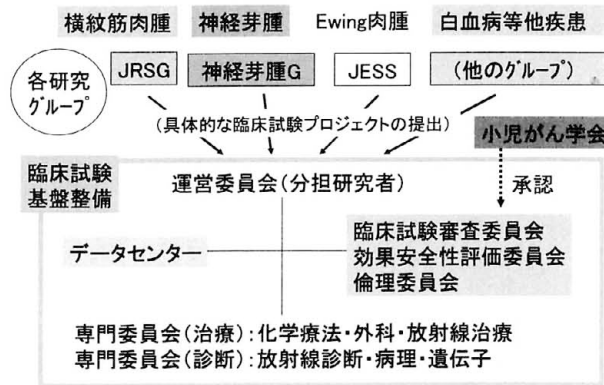 横紋筋肉腫 神経芽腫 Ewing肉腫 白血病等他疾患
各研究
グループ
JRSG 神経芽腫G JESS (他のグループ)
(具体的な臨床試験プロジェクトの提出)
小児がん学会
臨床試験
基盤整備
運営委員会(分担研究者)
承認
データセンター
臨床試験審査委員会
効果安全性評価委員会
倫理委員会
専門委員会(治療):化学療法・外科・放射線治療
専門委員会(診断):放射線診断・病理・遺伝子